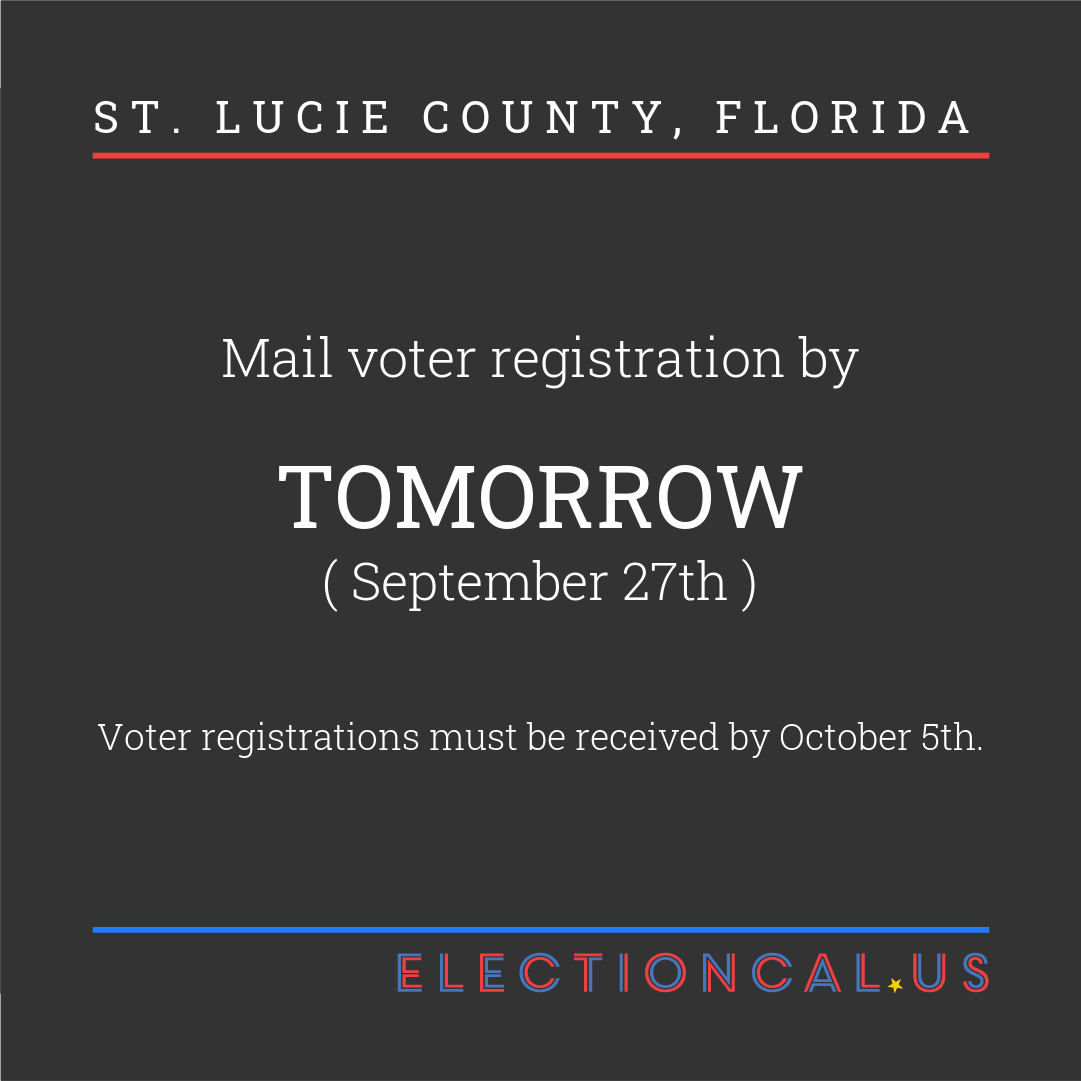 ST. LUCIE COUNTY, FLORIDA
Mail voter registration by
TOMORROW
( September 27th )
Voter registrations must be received by October 5th.
ELECTIONCAL.US